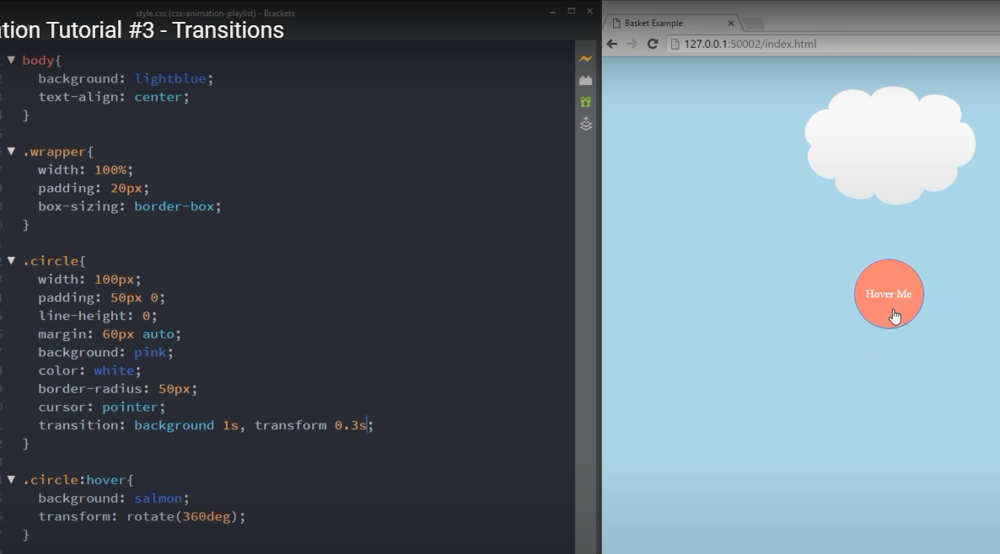 style.css (css-animation-playlist) - Brackets
tion Tutorial #3 - Transitions
Basket Example
127.0.0.1:50002/index.html
body{
background: lightblue;
text-align: center;
}
.wrapper{
width: 100%;
padding: 20px;
box-sizing: border-box;
}
.circle{
width: 100px;
padding: 50px 0;
line-height: 0;
margin: 60px auto;
background: pink;
color: white;
border-radius: 50px;
cursor: pointer;
transition: background 1s, transform 0.3s;
}
.circle:hover{
background: salmon;
transform: rotate(360deg);
}
Hover Me